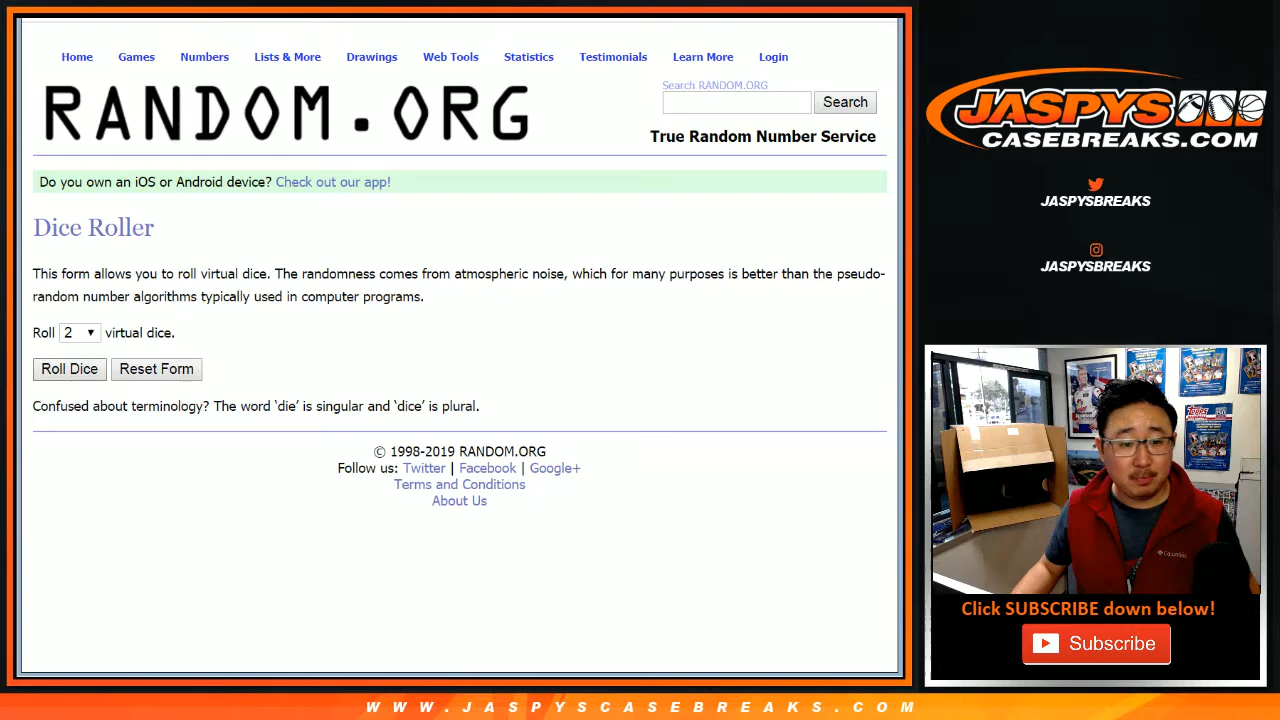 Home Games Numbers Lists & More Drawings Web Tools Statistics Testimonials Learn More Login
RANDOM.ORG
Search RANDOM.ORG
Search
True Random Number Service
Do you own an iOS or Android device? Check out our app!
Dice Roller
This form allows you to roll virtual dice. The randomness comes from atmospheric noise, which for many purposes is better than the pseudo-
random number algorithms typically used in computer programs.
Roll 2 virtual dice.
Roll Dice Reset Form
Confused about terminology? The word ‘die’ is singular and ‘dice’ is plural.
© 1998-2019 RANDOM.ORG
Follow us: Twitter | Facebook | Google+
Terms and Conditions
About Us
JASPYS
CASEBREAKS.COM
JASPYSBREAKS
JASPYSBREAKS
Topps
Columbia
Click SUBSCRIBE down below!
Subscribe
WWW.JASPYSCASEBREAKS.COM